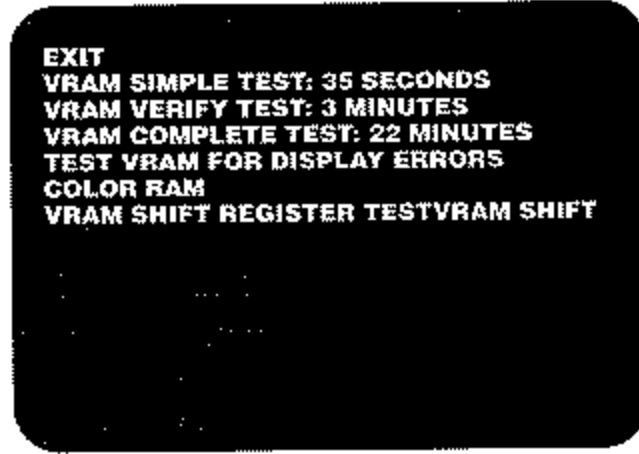 EXIT
VRAM SIMPLE TEST: 35 SECONDS
VRAM VERIFY TEST: 3 MINUTES
VRAM COMPLETE TEST: 22 MINUTES
TEST VRAM FOR DISPLAY ERRORS
COLOR RAM
VRAM SHIFT REGISTER TESTVRAM SHIFT